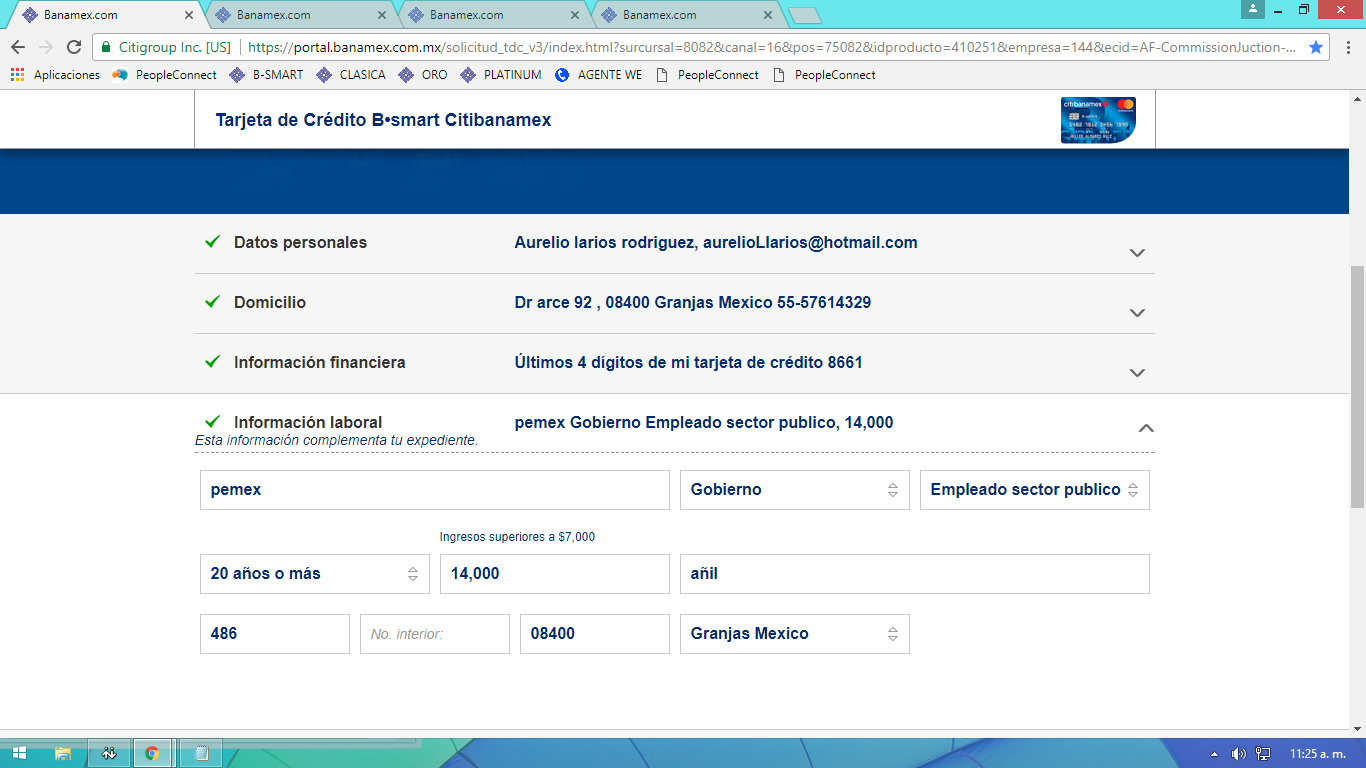 Banamex.com
Banamex.com
Banamex.com
Banamex.com
Citigroup Inc. [US]
https://portal.banamex.com.mx/solicitud_tdc_v3/index.html?surcursal=8082&canal=16&pos=75082&idproducto=410251&empresa=144&ecid=AF-CommissionJuction-...
Aplicaciones PeopleConnect B-SMART CLASICA ORO PLATINUM AGENTE WE PeopleConnect PeopleConnect
Tarjeta de Crédito B•smart Citibanamex
citibanamex
Datos personales Aurelio larios rodriguez, aurelioLlarios@hotmail.com
Domicilio Dr arce 92 , 08400 Granjas Mexico 55-57614329
Información financiera Últimos 4 dígitos de mi tarjeta de crédito 8661
Información laboral pemex Gobierno Empleado sector publico, 14,000
Esta información complementa tu expediente.
pemex Gobierno Empleado sector publico
Ingresos superiores a $7,000
20 años o más 14,000 añil
486 No. interior: 08400 Granjas Mexico
11:25 a. m.